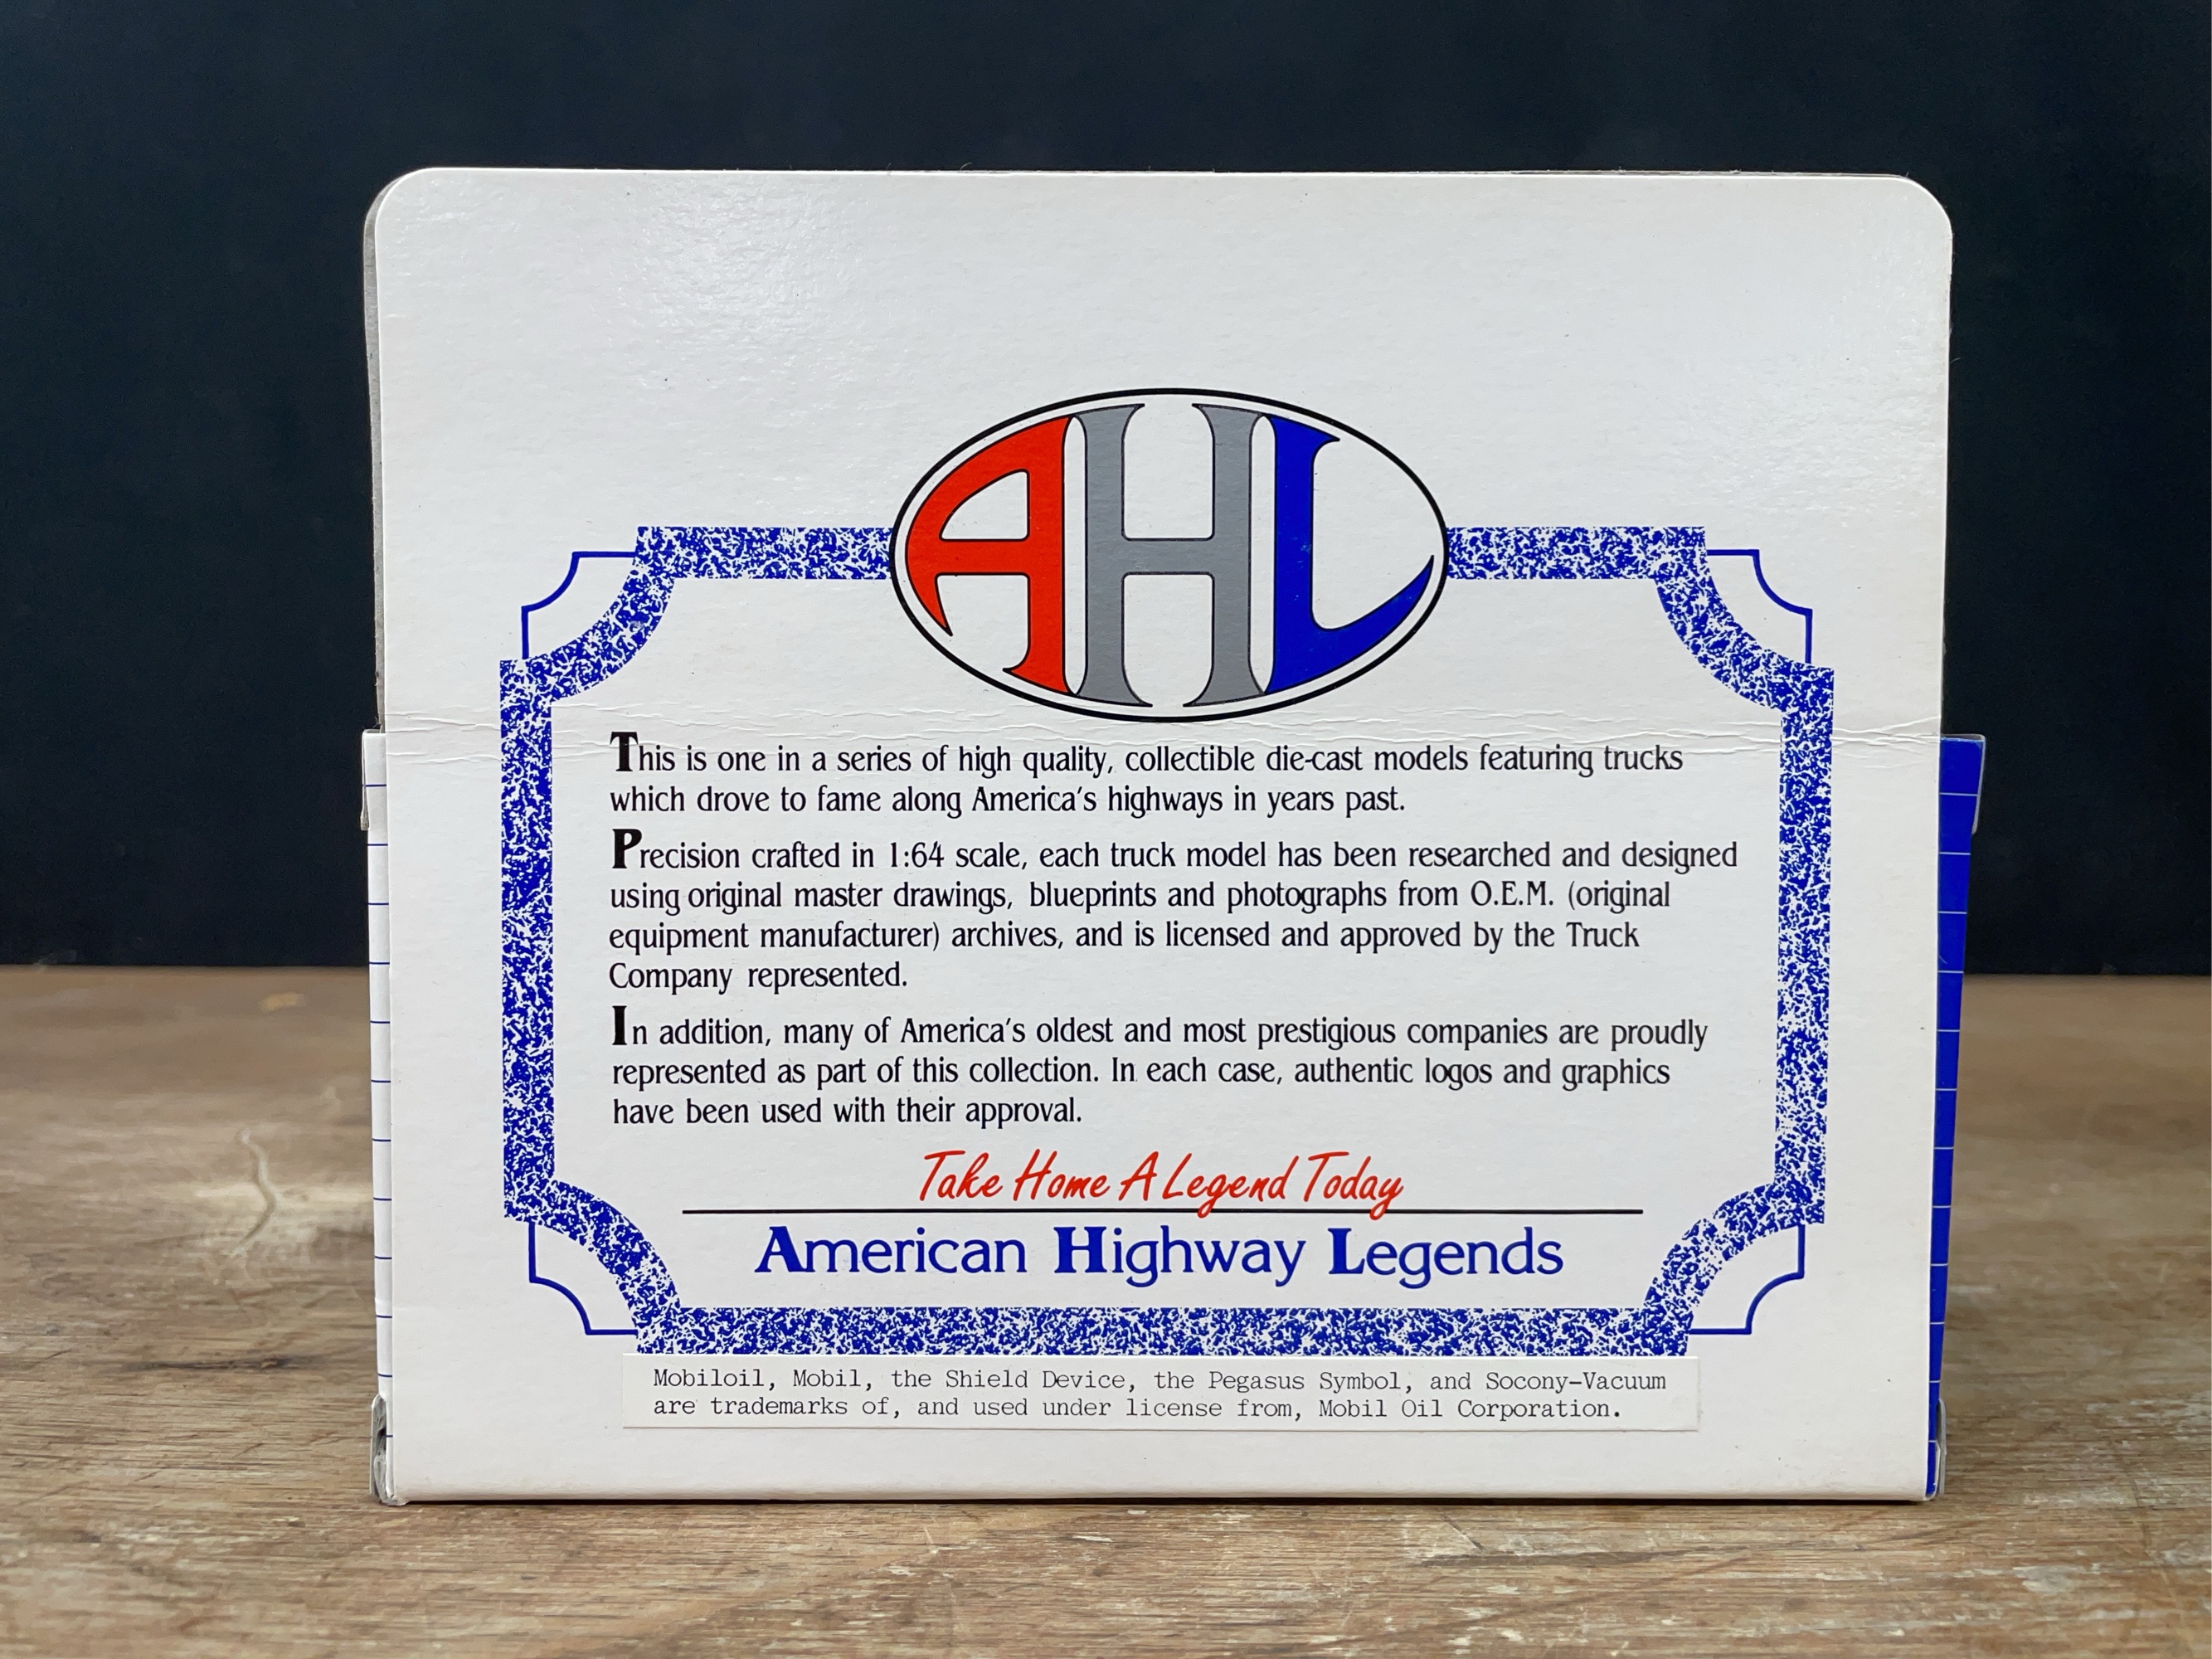 AHL
This is one in a series of high quality, collectible die-cast models featuring trucks
which drove to fame along America's highways in years past.
Precision crafted in 1:64 scale, each truck model has been researched and designed
using original master drawings, blueprints and photographs from O.E.M. (original
equipment manufacturer) archives, and is licensed and approved by the Truck
Company represented.
In addition, many of America's oldest and most prestigious companies are proudly
represented as part of this collection. In each case, authentic logos and graphics
have been used with their approval.
Take Home A Legend Today
American Highway Legends
Mobiloil, Mobil, the Shield Device, the Pegasus Symbol, and Socony-Vacuum
are trademarks of, and used under license from, Mobil Oil Corporation.